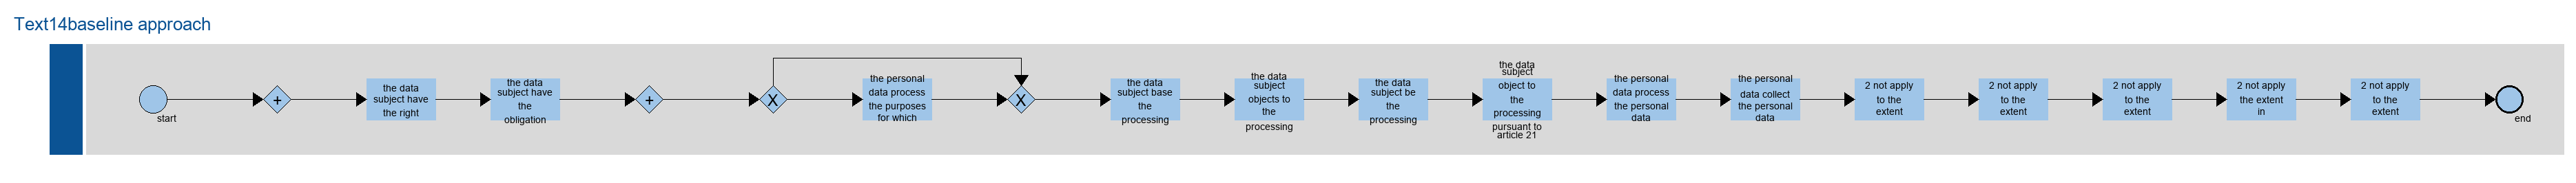 Text14baseline approach
start
+
the data
subject have
the right
the data
subject have
the
obligation
+
X
the personal
data process
the purposes
for which
X
the data
subject base
the
processing
the data
subject
objects to
the
processing
the data
subject be
the
processing
the data
subject
object to
the
processing
pursuant to
article 21
the personal
data process
the personal
data
the personal
data collect
the personal
data
2 not apply
to the
extent
2 not apply
to the
extent
2 not apply
to the
extent
2 not apply
the extent
in
2 not apply
to the
extent
end